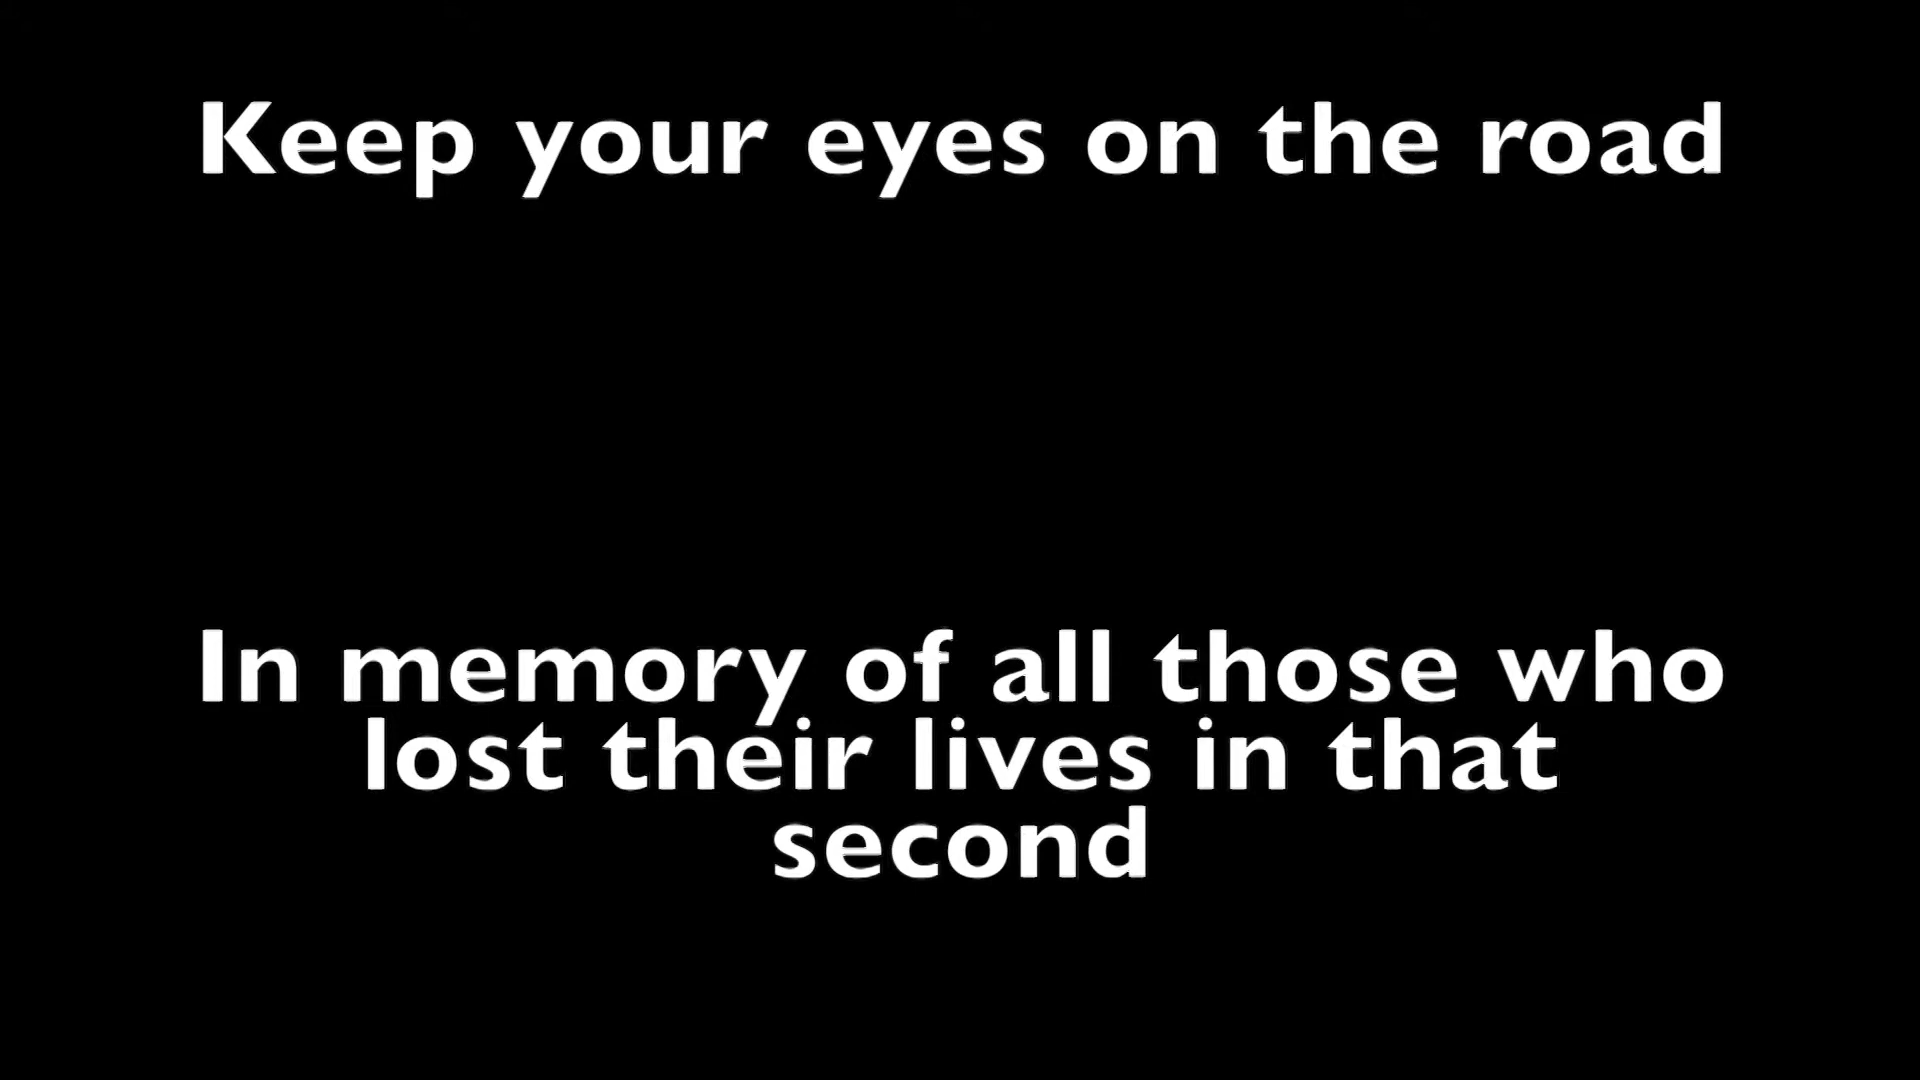 Keep your eyes on the road
In memory of all those who
lost their lives in that
second